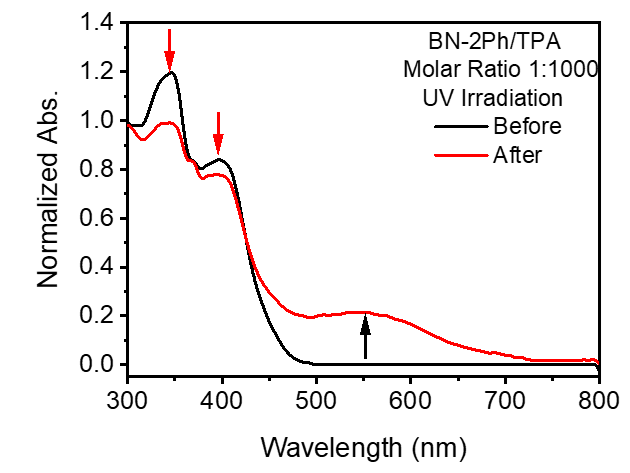 BN-2Ph/TPA
Molar Ratio 1:1000
UV Irradiation
Before
After
Normalized Abs.
1.4
1.2
1.0
0.8
0.6
0.4
0.2
0.0
300 400 500 600 700 800
Wavelength (nm)